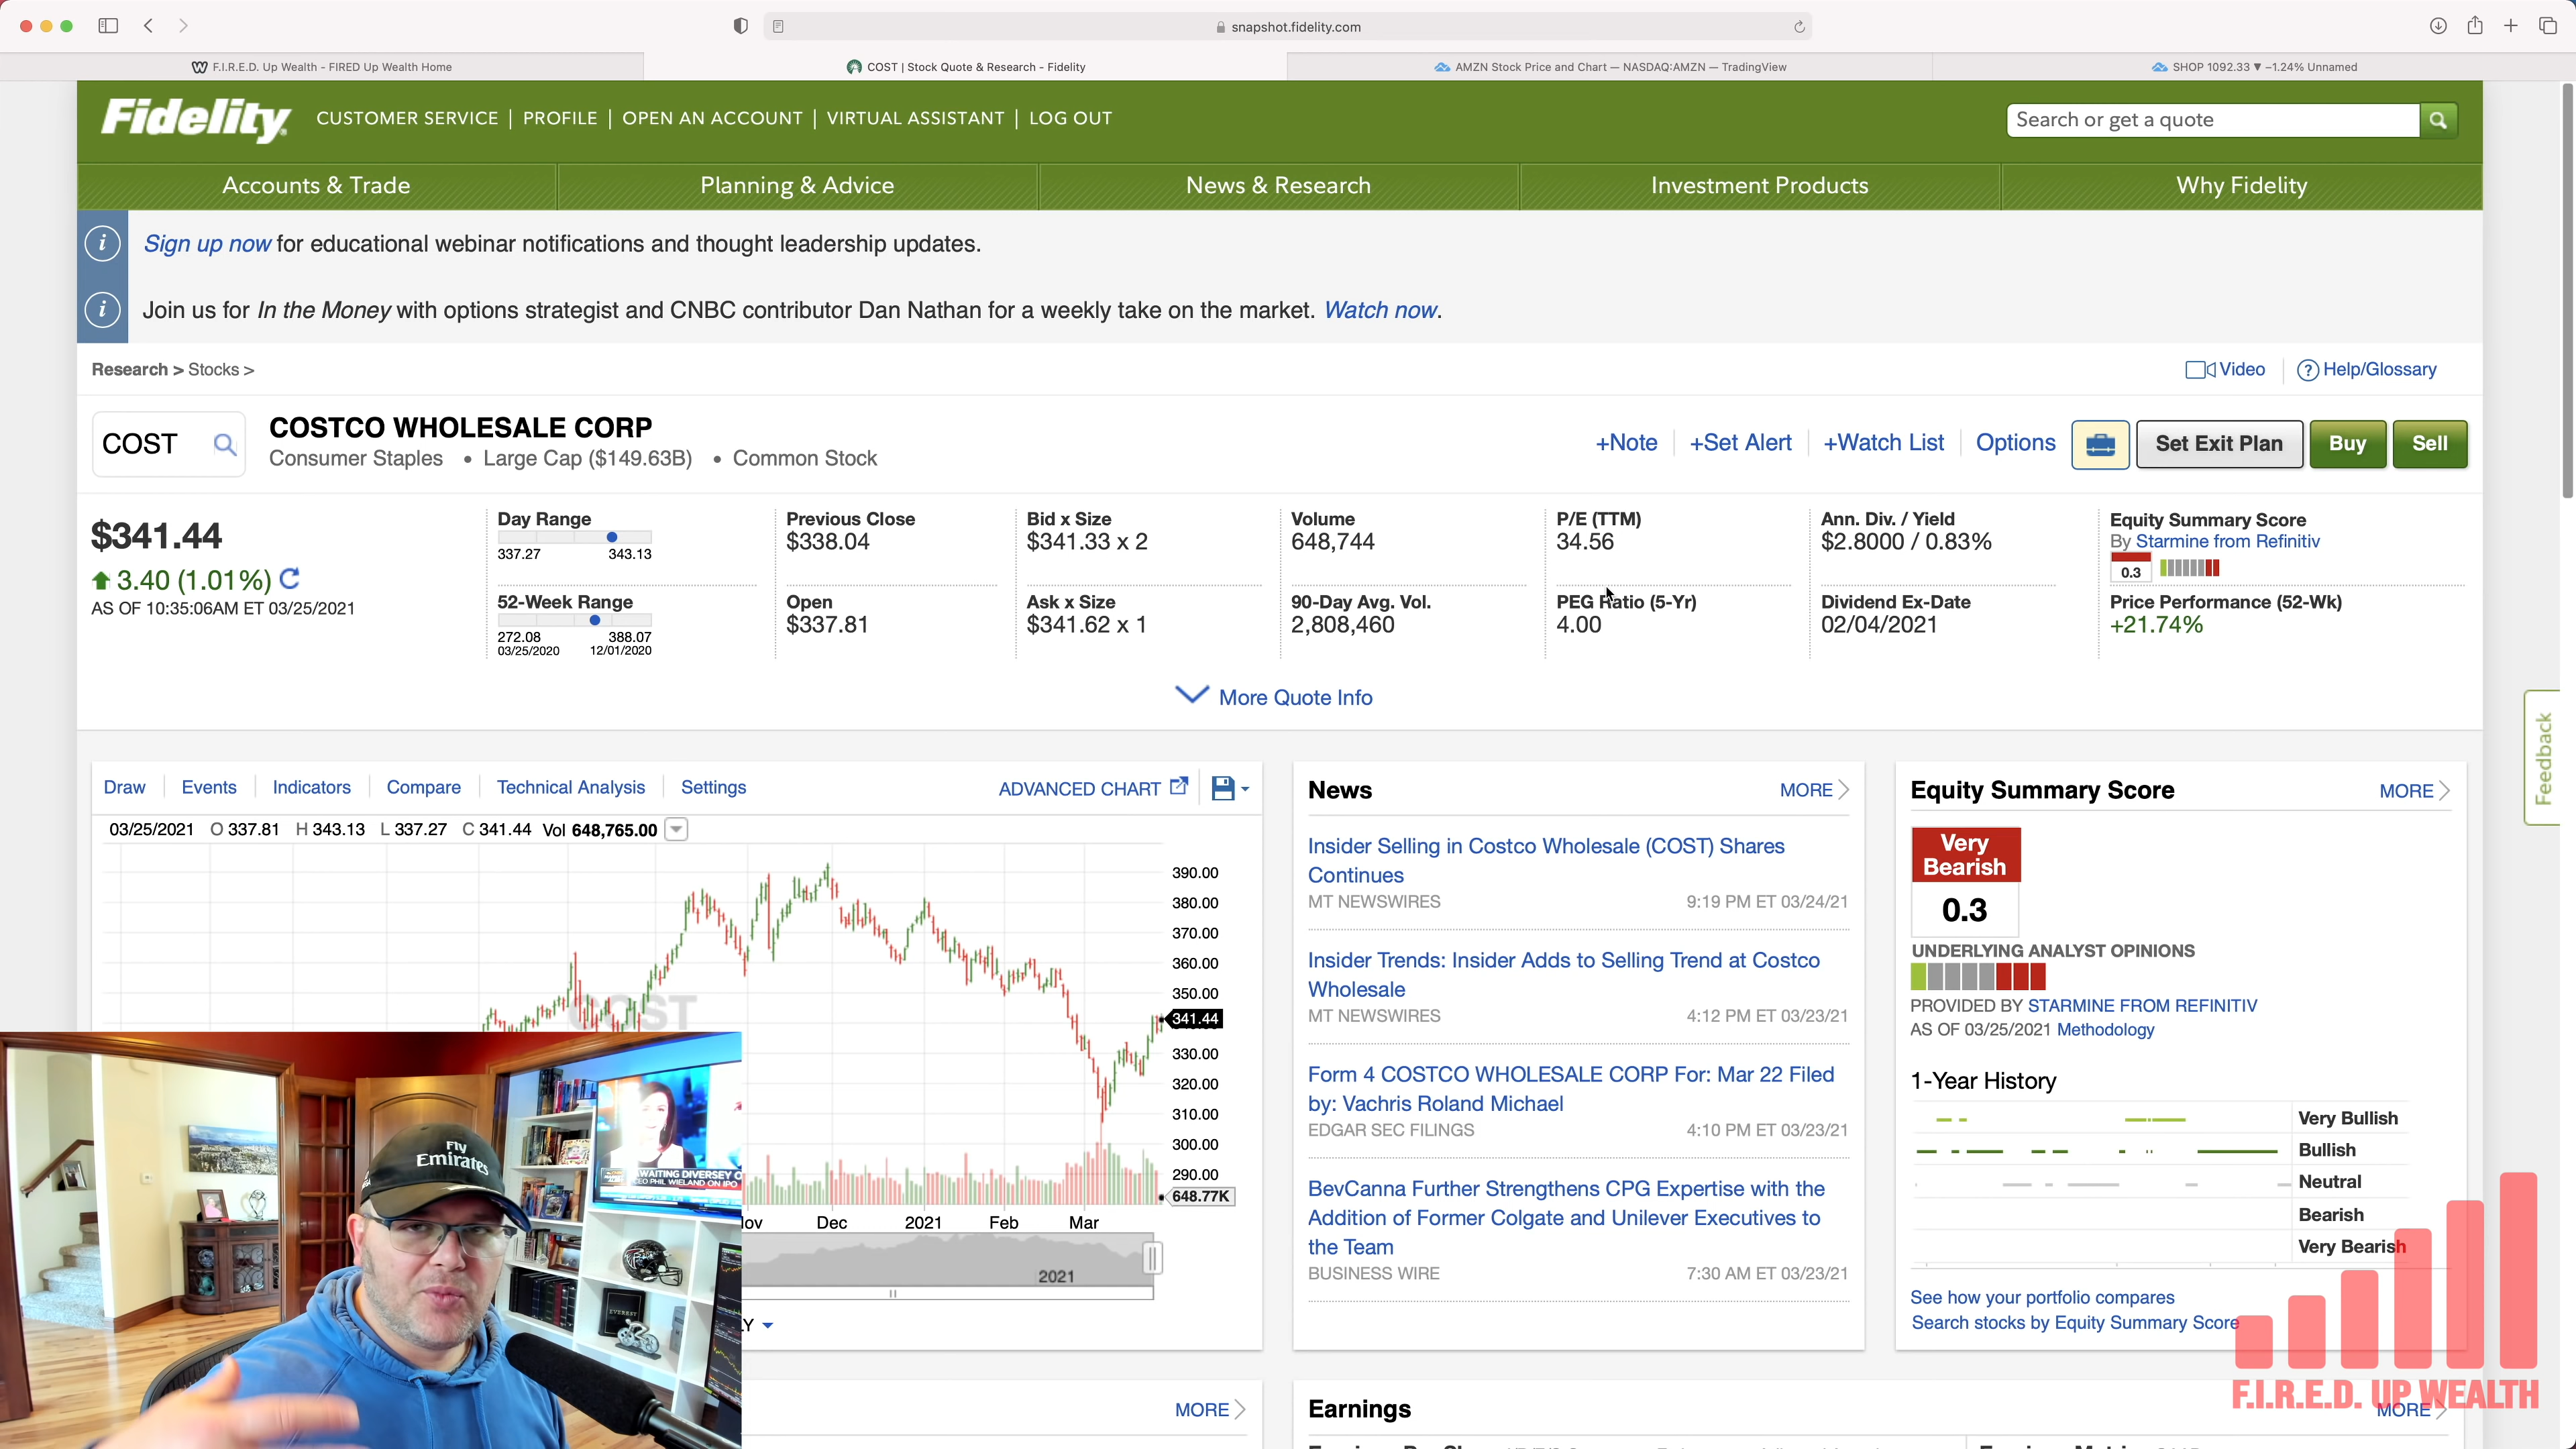 snapshot.fidelity.com
F.I.R.E.D. Up Wealth - FIRED Up Wealth Home
COST | Stock Quote & Research - Fidelity
AMZN Stock Price and Chart — NASDAQ:AMZN — TradingView
SHOP 1092.33 ▼ −1.24% Unnamed
Fidelity
CUSTOMER SERVICE | PROFILE | OPEN AN ACCOUNT | VIRTUAL ASSISTANT | LOG OUT
Search or get a quote
Accounts & Trade
Planning & Advice
News & Research
Investment Products
Why Fidelity
Sign up now for educational webinar notifications and thought leadership updates.
Join us for In the Money with options strategist and CNBC contributor Dan Nathan for a weekly take on the market. Watch now.
Research > Stocks >
Video
Help/Glossary
COST
COSTCO WHOLESALE CORP
Consumer Staples • Large Cap ($149.63B) • Common Stock
+Note
+Set Alert
+Watch List
Options
Set Exit Plan
Buy
Sell
$341.44
3.40 (1.01%)
AS OF 10:35:06AM ET 03/25/2021
Day Range
337.27 343.13
52-Week Range
272.08 388.07
03/25/2020 12/01/2020
Previous Close
$338.04
Open
$337.81
Bid x Size
$341.33 x 2
Ask x Size
$341.62 x 1
Volume
648,744
90-Day Avg. Vol.
2,808,460
P/E (TTM)
34.56
PEG Ratio (5-Yr)
4.00
Ann. Div. / Yield
$2.8000 / 0.83%
Dividend Ex-Date
02/04/2021
Equity Summary Score
By Starmine from Refinitiv
0.3
Price Performance (52-Wk)
+21.74%
More Quote Info
Feedback
Draw
Events
Indicators
Compare
Technical Analysis
Settings
ADVANCED CHART
03/25/2021 O 337.81 H 343.13 L 337.27 C 341.44 Vol 648,765.00
COST
390.00
380.00
370.00
360.00
350.00
341.44
330.00
320.00
310.00
300.00
290.00
648.77K
ov
Dec
2021
Feb
Mar
2021
LY
MORE
News
MORE
Insider Selling in Costco Wholesale (COST) Shares
Continues
MT NEWSWIRES 9:19 PM ET 03/24/21
Insider Trends: Insider Adds to Selling Trend at Costco
Wholesale
MT NEWSWIRES 4:12 PM ET 03/23/21
Form 4 COSTCO WHOLESALE CORP For: Mar 22 Filed
by: Vachris Roland Michael
EDGAR SEC FILINGS 4:10 PM ET 03/23/21
BevCanna Further Strengthens CPG Expertise with the
Addition of Former Colgate and Unilever Executives to
the Team
BUSINESS WIRE 7:30 AM ET 03/23/21
Equity Summary Score
MORE
Very
Bearish
0.3
UNDERLYING ANALYST OPINIONS
PROVIDED BY STARMINE FROM REFINITIV
AS OF 03/25/2021 Methodology
1-Year History
Very Bullish
Bullish
Neutral
Bearish
Very Bearish
See how your portfolio compares
Search stocks by Equity Summary Score
Earnings
MORE
F.I.R.E.D. UP WEALTH
Fly
Emirates
WAITING DIVERSEY
CEO PHIL WIELAND ON IPO
EVEREST